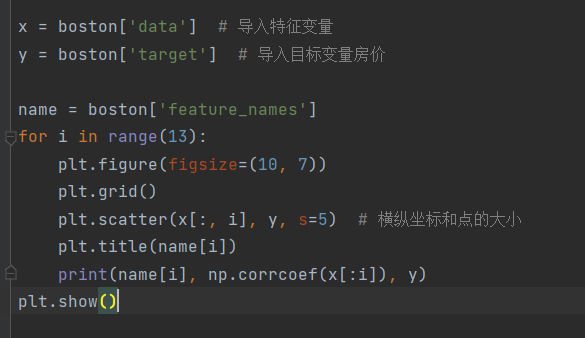 x = boston['data']  # 导入特征变量
y = boston['target']  # 导入目标变量房价
name = boston['feature_names']
for i in range(13):
    plt.figure(figsize=(10, 7))
    plt.grid()
    plt.scatter(x[:, i], y, s=5)  # 横纵坐标和点的大小
    plt.title(name[i])
    print(name[i], np.corrcoef(x[:i]), y)
plt.show()